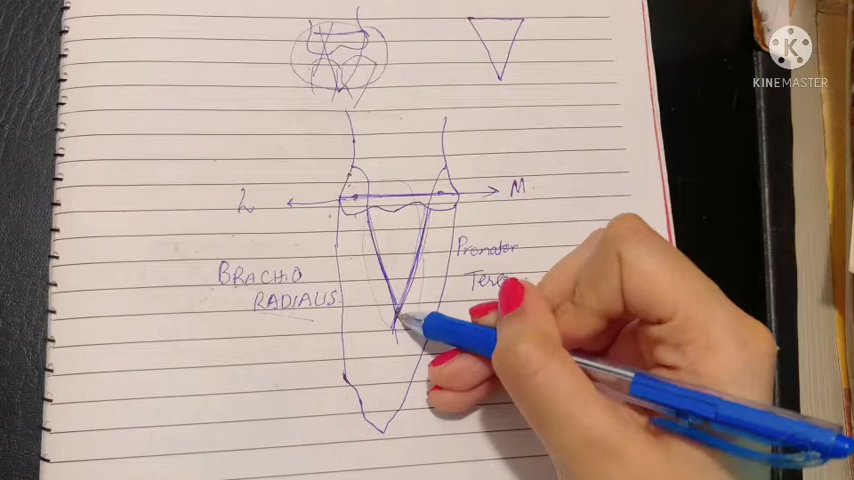 K
KINEMASTER
L
M.
Pronator
BRACHIO
RADIALIS.